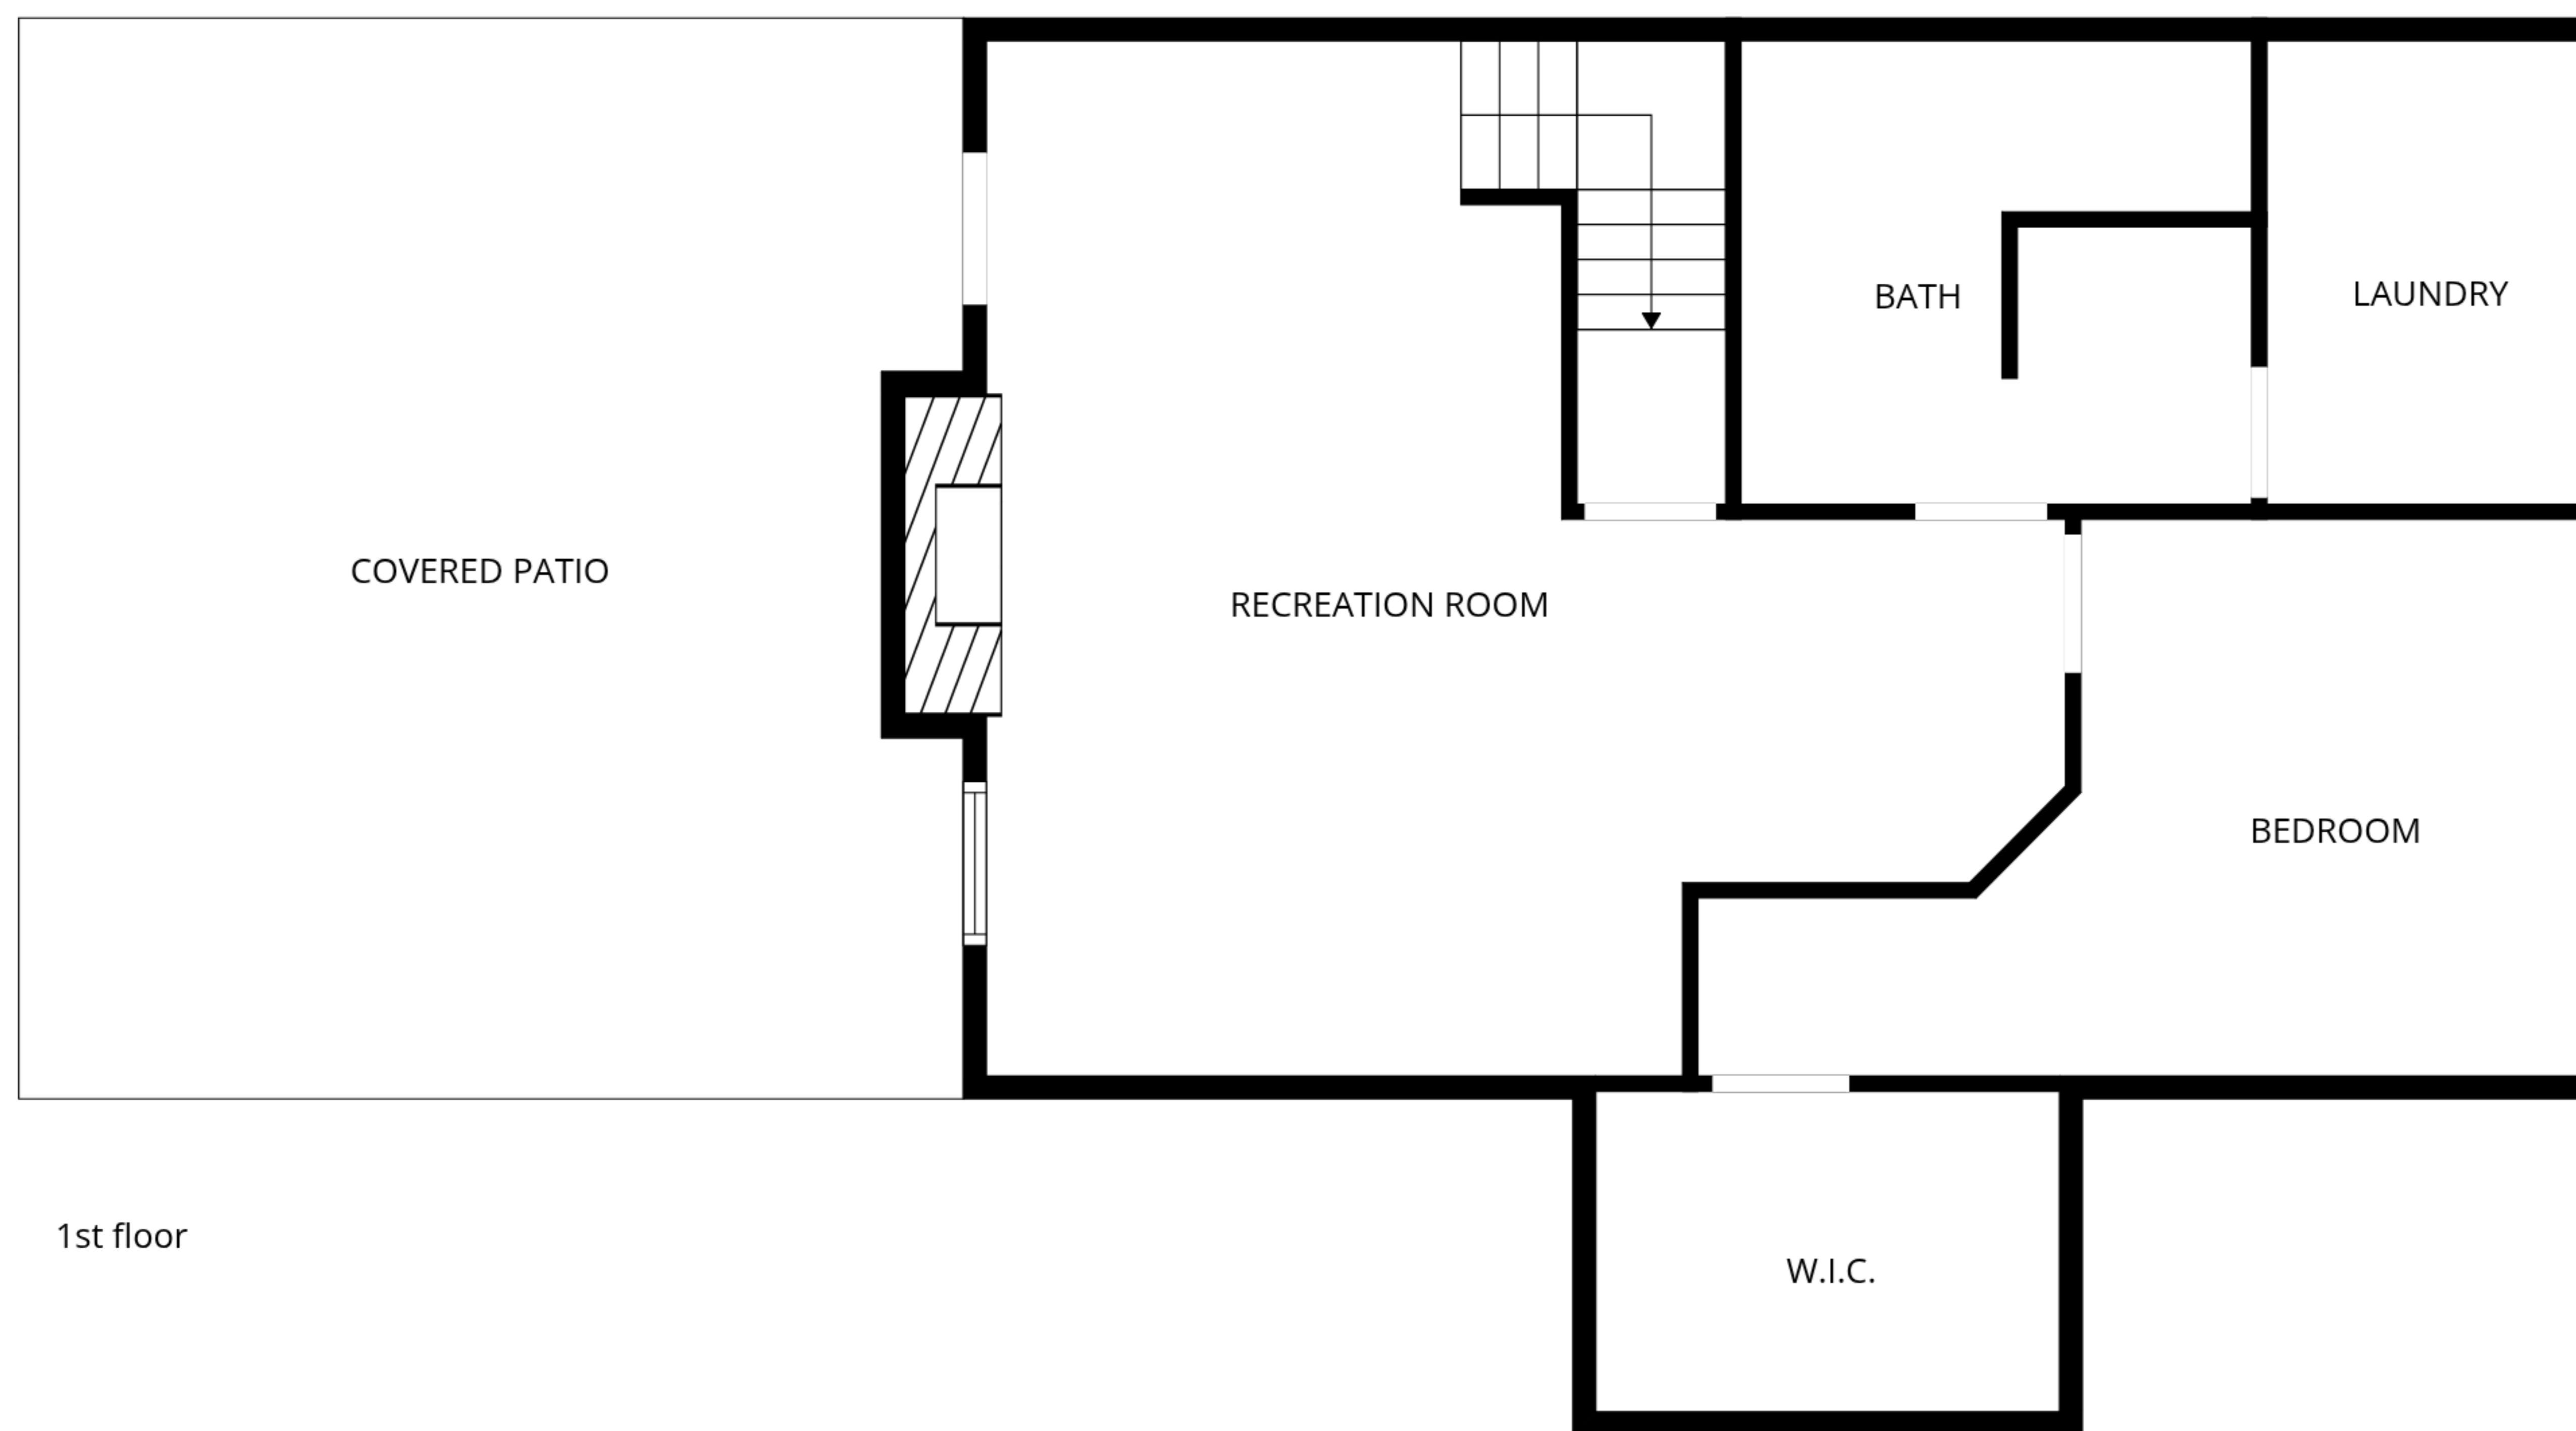 BATH
LAUNDRY
COVERED PATIO
RECREATION ROOM
BEDROOM
1st floor
W.I.C.